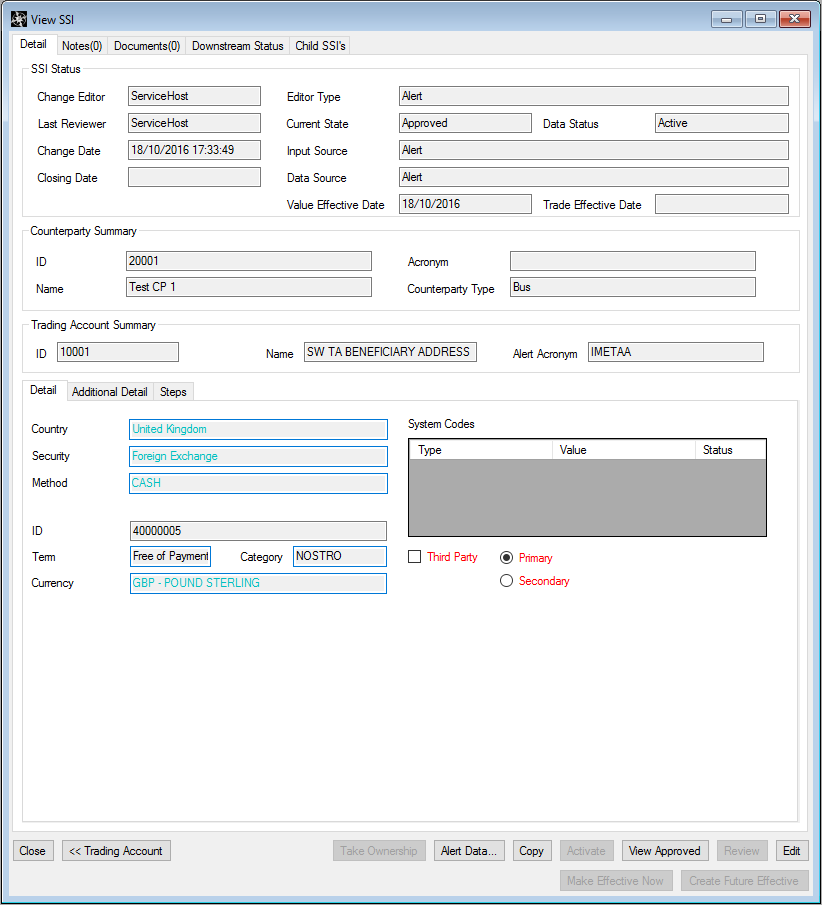 View SSI
Detail Notes(0) Documents(0) Downstream Status Child SSI's
SSI Status
Change Editor ServiceHost Editor Type Alert
Last Reviewer ServiceHost Current State Approved Data Status Active
Change Date 18/10/2016 17:33:49 Input Source Alert
Closing Date Data Source Alert
Value Effective Date 18/10/2016 Trade Effective Date
Counterparty Summary
ID 20001 Acronym
Name Test CP 1 Counterparty Type Bus
Trading Account Summary
ID 10001 Name SW TA BENEFICIARY ADDRESS Alert Acronym IMETAA
Detail Additional Detail Steps
Country United Kingdom System Codes
Security Foreign Exchange Type Value Status
Method CASH
ID 40000005
Term Free of Payment Category NOSTRO Third Party Primary
Currency GBP - POUND STERLING Secondary
Close << Trading Account Take Ownership Alert Data... Copy Activate View Approved Review Edit
Make Effective Now Create Future Effective